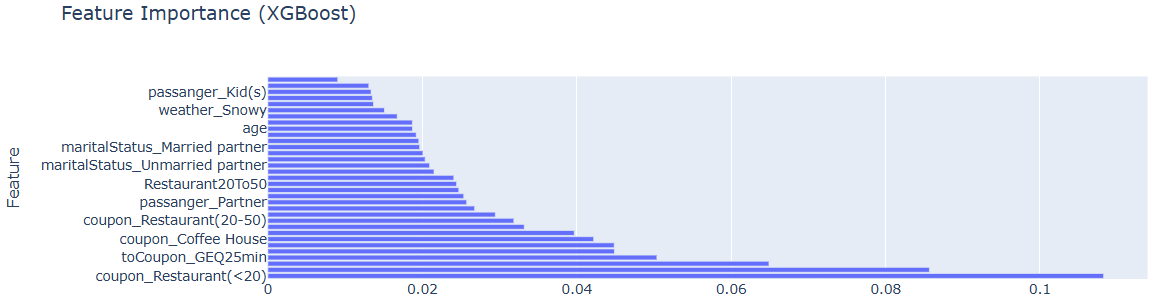 Feature Importance (XGBoost)
passanger_Kid(s)
weather_Snowy
age
maritalStatus_Married partner
maritalStatus_Unmarried partner
Restaurant20To50
passanger_Partner
coupon_Restaurant(20-50)
coupon_Coffee House
toCoupon_GEQ25min
coupon_Restaurant(<20)
Feature
0 0.02 0.04 0.06 0.08 0.1